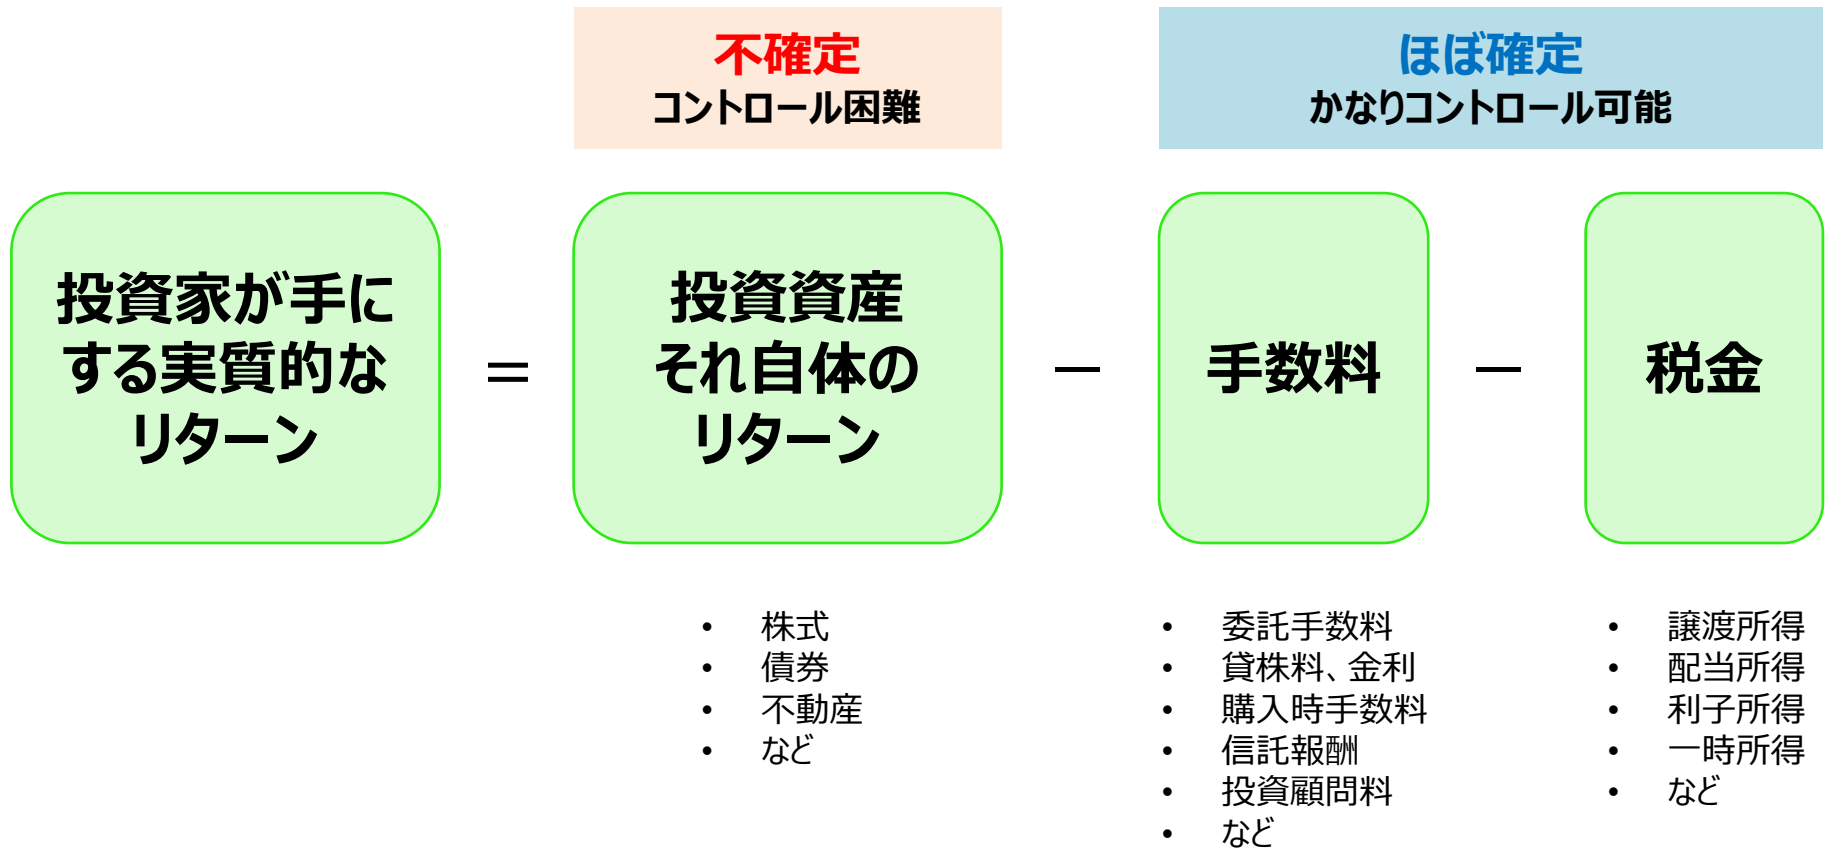 不確定
コントロール困難
ほぼ確定
かなりコントロール可能
投資家が手に
する実質的な
リターン
＝
投資資産
それ自体の
リターン
－
手数料
－
税金
• 株式
• 債券
• 不動産
• など
• 委託手数料
• 貸株料、金利
• 購入時手数料
• 信託報酬
• 投資顧問料
• など
• 譲渡所得
• 配当所得
• 利子所得
• 一時所得
• など